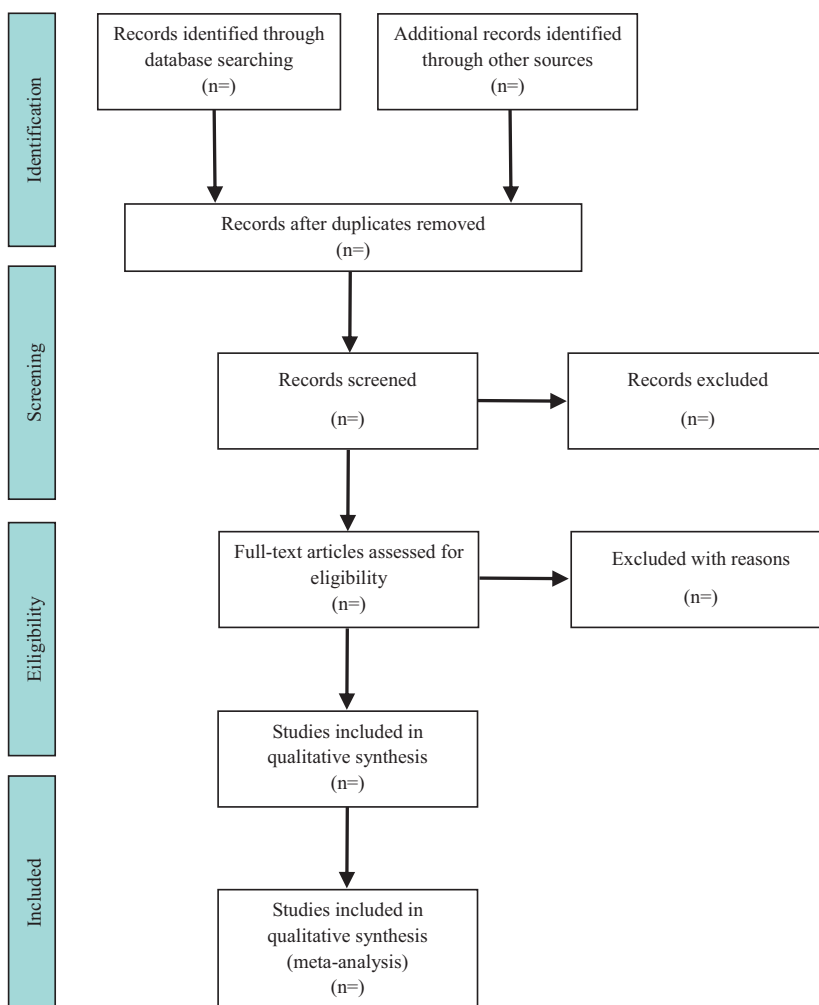 Identification
Records identified through
database searching
(n=)
Additional records identified
through other sources
(n=)
Records after duplicates removed
(n=)
Screening
Records screened
(n=)
Records excluded
(n=)
Eiligibility
Full-text articles assessed for
eligibility
(n=)
Excluded with reasons
(n=)
Studies included in
qualitative synthesis
(n=)
Included
Studies included in
qualitative synthesis
(meta-analysis)
(n=)